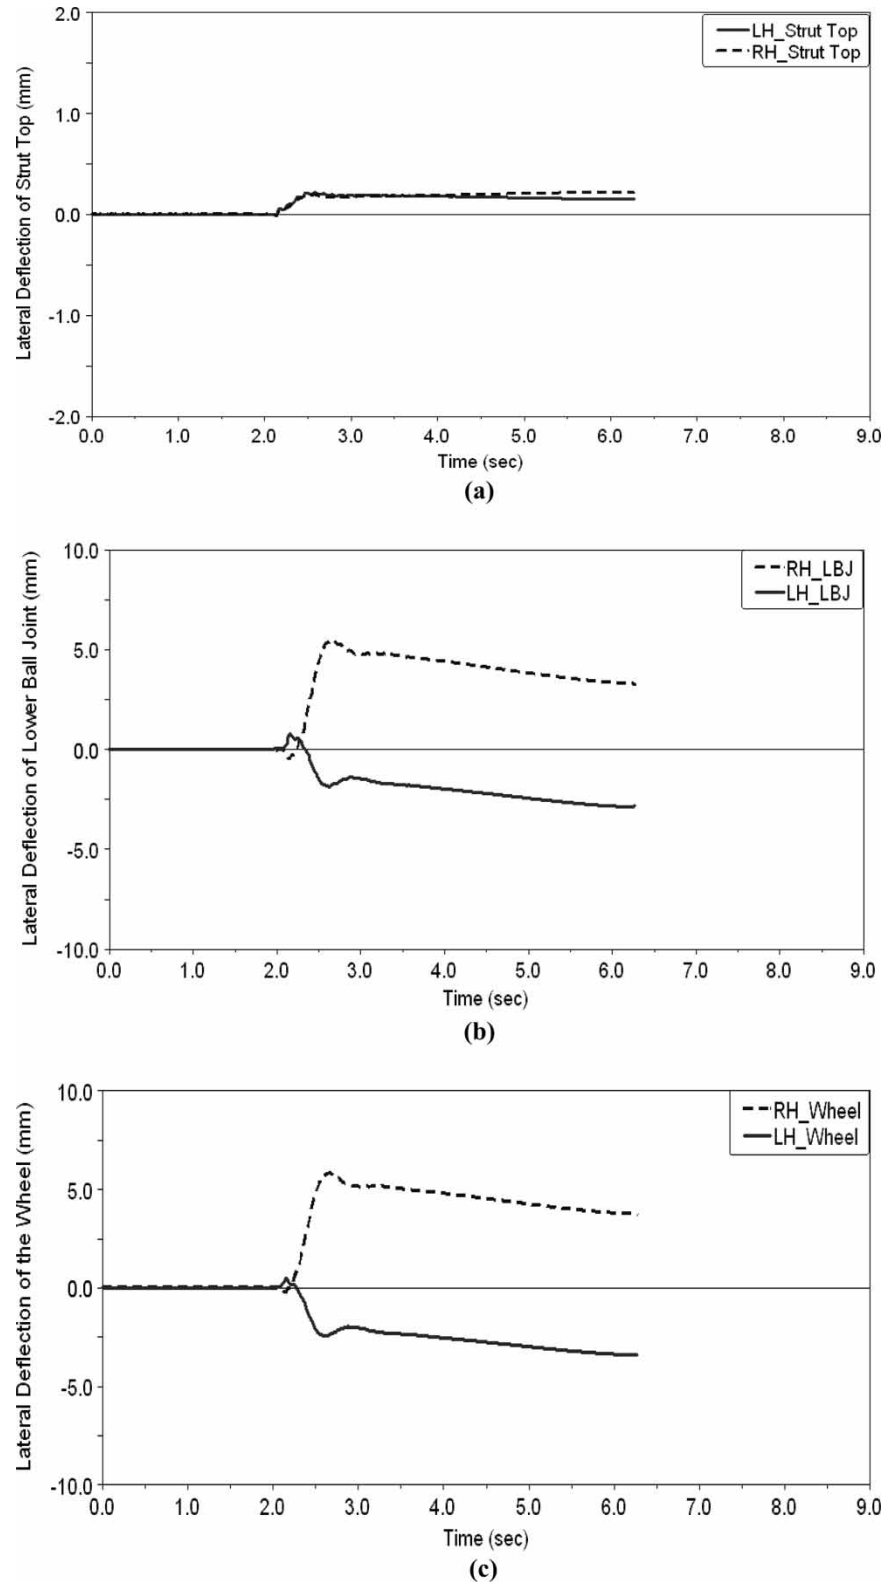 2.0
LH_Strut Top
RH_Strut Top
1.0
0.0
-1.0
-2.0
Lateral Deflection of Strut Top (mm)
0.0 1.0 2.0 3.0 4.0 5.0 6.0 7.0 8.0 9.0
Time (sec)
(a)
10.0
RH_LBJ
LH_LBJ
5.0
0.0
-5.0
-10.0
Lateral Deflection of Lower Ball Joint (mm)
0.0 1.0 2.0 3.0 4.0 5.0 6.0 7.0 8.0 9.0
Time (sec)
(b)
10.0
RH_Wheel
LH_Wheel
5.0
0.0
-5.0
-10.0
Lateral Deflection of the Wheel (mm)
0.0 1.0 2.0 3.0 4.0 5.0 6.0 7.0 8.0 9.0
Time (sec)
(c)